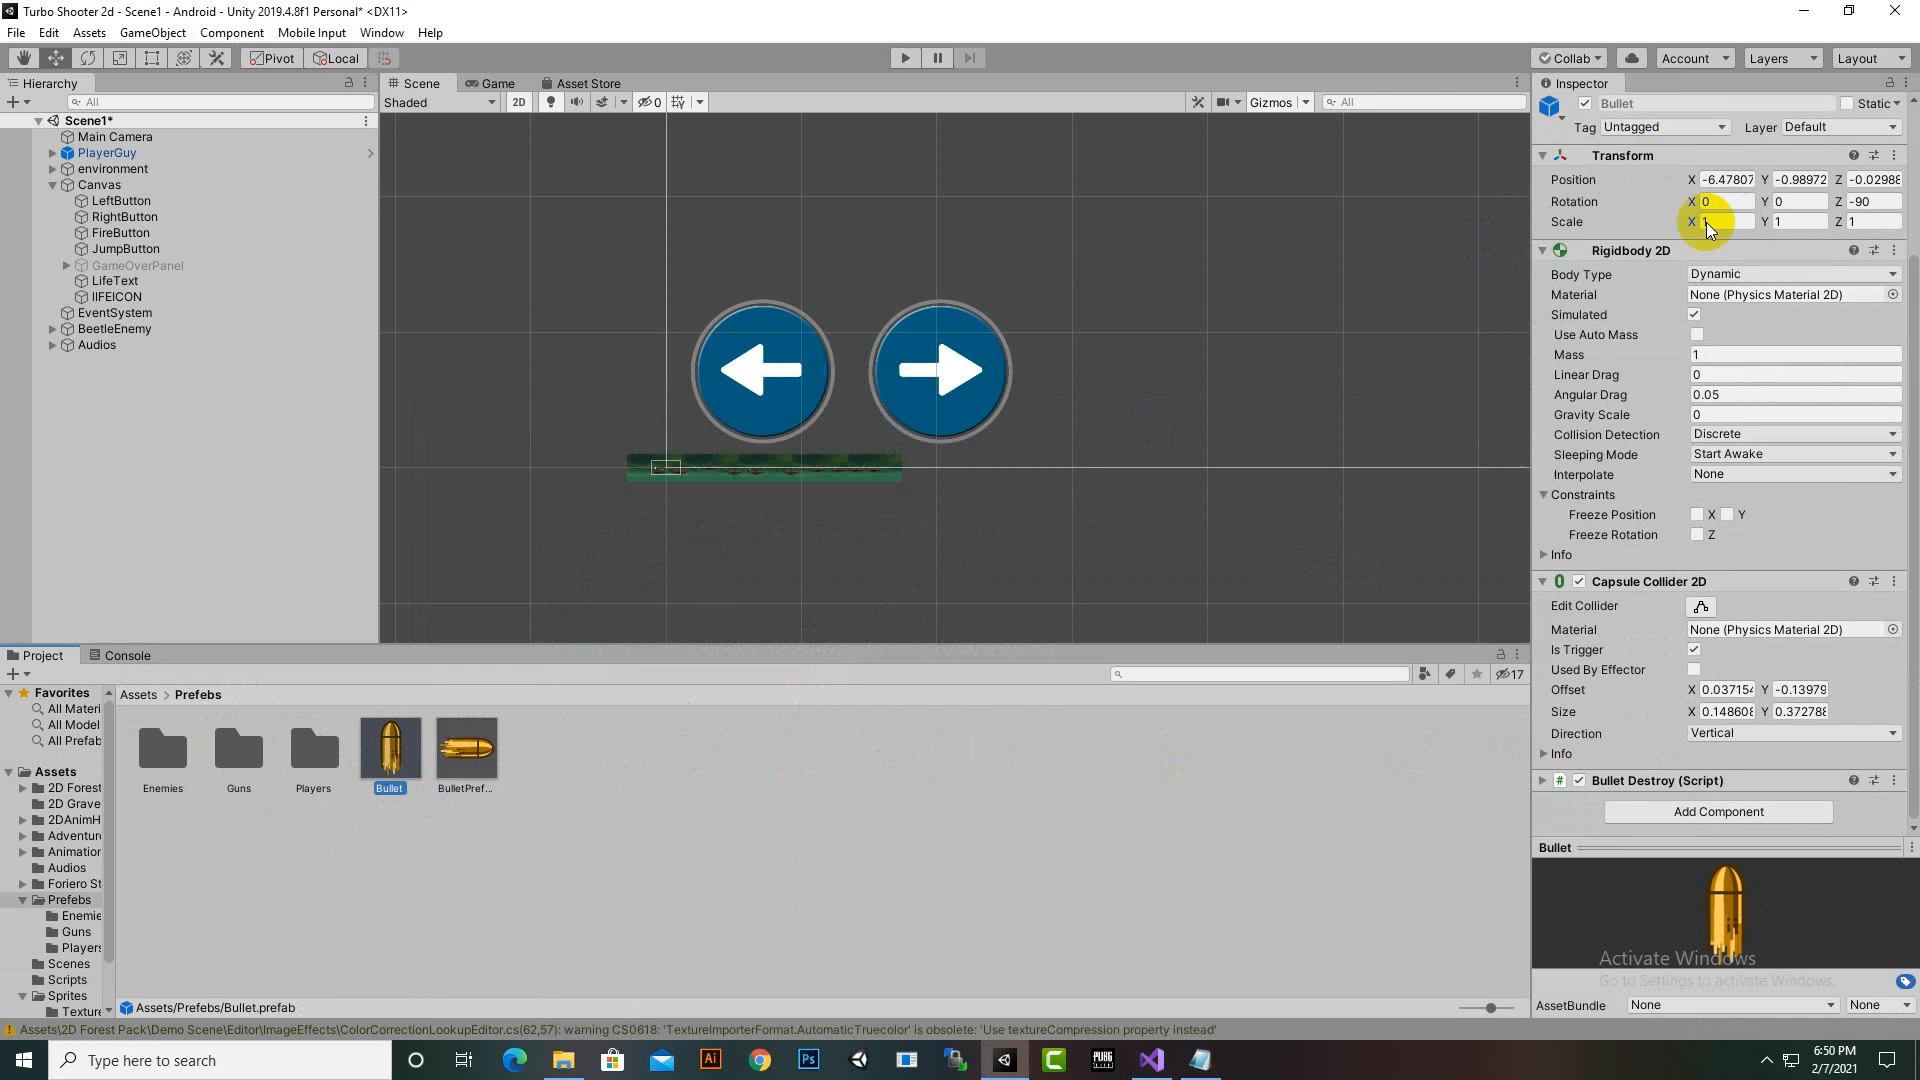 Turbo Shooter 2d - Scene1 - Android - Unity 2019.4.8f1 Personal* <DX11>
File Edit Assets GameObject Component Mobile Input Window Help
Pivot Local Collab Account Layers Layout
Hierarchy
All
Scene1*
Main Camera
PlayerGuy
environment
Canvas
LeftButton
RightButton
FireButton
JumpButton
GameOverPanel
LifeText
lIFEICON
EventSystem
BeetleEnemy
Audios
Scene Game Asset Store
Shaded 2D 0 Gizmos All
Inspector
Bullet Static
Tag Untagged Layer Default
Transform
Position X -6.47807 Y -0.98972 Z -0.02988
Rotation X 0 Y 0 Z -90
Scale X 1 Y 1 Z 1
Rigidbody 2D
Body Type Dynamic
Material None (Physics Material 2D)
Simulated
Use Auto Mass
Mass 1
Linear Drag 0
Angular Drag 0.05
Gravity Scale 0
Collision Detection Discrete
Sleeping Mode Start Awake
Interpolate None
Constraints
Freeze Position X Y
Freeze Rotation Z
Info
Capsule Collider 2D
Edit Collider
Material None (Physics Material 2D)
Is Trigger
Used By Effector
Offset X 0.037154 Y -0.13979
Size X 0.148608 Y 0.372788
Direction Vertical
Info
# Bullet Destroy (Script)
Add Component
Bullet
Activate Windows
Go to Settings to activate Windows.
AssetBundle None None
Project Console
17
Favorites
All Materi
All Model
All Prefab
Assets
2D Forest
2D Grave
2DAnimH
Adventure
Animation
Audios
Foriero St
Prefebs
Enemie
Guns
Players
Scenes
Scripts
Sprites
Texture
Assets > Prefebs
Enemies Guns Players Bullet BulletPref...
Assets/Prefebs/Bullet.prefab
Assets\2D Forest Pack\Demo Scene\Editor\ImageEffects\ColorCorrectionLookupEditor.cs(62,57): warning CS0618: 'TextureImporterFormat.AutomaticTruecolor' is obsolete: 'Use textureCompression property instead'
Type here to search
Ai Ps PUBG
6:50 PM
2/7/2021